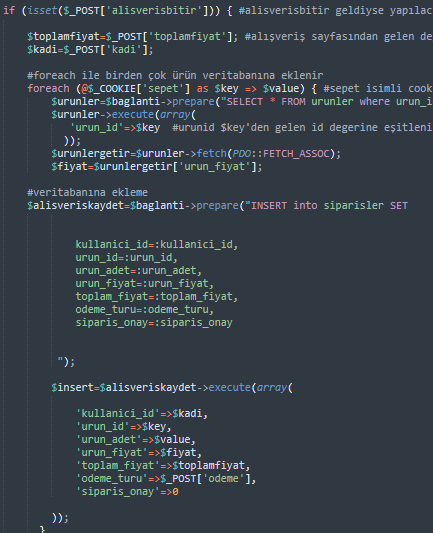 if (isset($_POST['alisverisbitir'])) { #alisverisbitir geldiyse yapılac
$toplamfiyat=$_POST['toplamfiyat']; #alışveriş sayfasından gelen de
$kadi=$_POST['kadi'];
#foreach ile birden çok ürün veritabanına eklenir
foreach (@$_COOKIE['sepet'] as $key => $value) { #sepet isimli cook
$urunler=$baglanti->prepare("SELECT * FROM urunler where urun_i
$urunler->execute(array(
'urun_id'=>$key  #urunid $key'den gelen id degerine eşitleni
));
$urunlergetir=$urunler->fetch(PDO::FETCH_ASSOC);
$fiyat=$urunlergetir['urun_fiyat'];
#veritabanına ekleme
$alisveriskaydet=$baglanti->prepare("INSERT into siparisler SET
kullanici_id=:kullanici_id,
urun_id=:urun_id,
urun_adet=:urun_adet,
urun_fiyat=:urun_fiyat,
toplam_fiyat=:toplam_fiyat,
odeme_turu=:odeme_turu,
siparis_onay=:siparis_onay
");
$insert=$alisveriskaydet->execute(array(
'kullanici_id'=>$kadi,
'urun_id'=>$key,
'urun_adet'=>$value,
'urun_fiyat'=>$fiyat,
'toplam_fiyat'=>$toplamfiyat,
'odeme_turu'=>$_POST['odeme'],
'siparis_onay'=>0
));
}